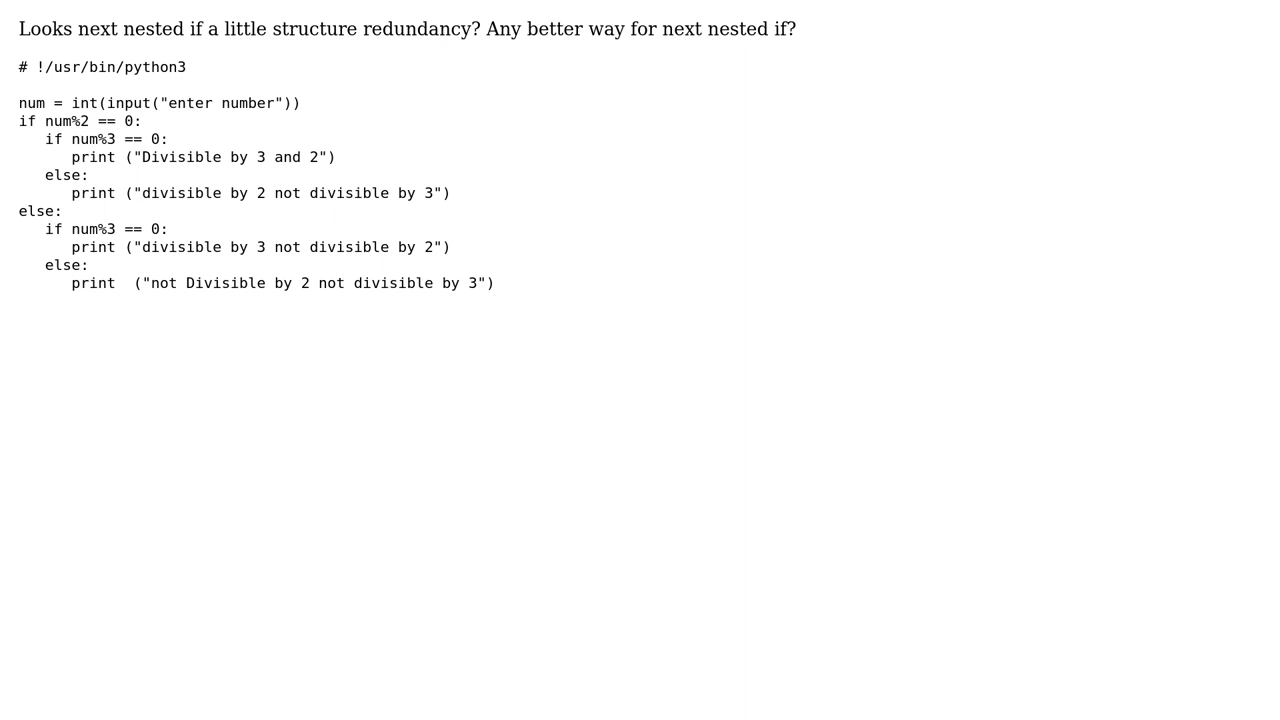 Looks next nested if a little structure redundancy? Any better way for next nested if?
# !/usr/bin/python3
num = int(input("enter number"))
if num%2 == 0:
   if num%3 == 0:
      print ("Divisible by 3 and 2")
   else:
      print ("divisible by 2 not divisible by 3")
else:
   if num%3 == 0:
      print ("divisible by 3 not divisible by 2")
   else:
      print  ("not Divisible by 2 not divisible by 3")